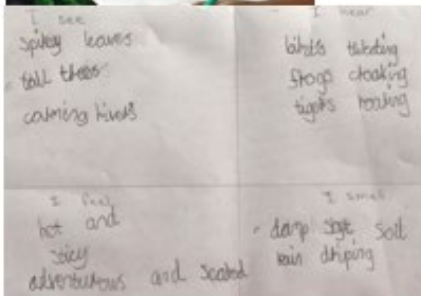 I see
spikey leaves
tall trees
calming rivers
I hear
birds tweeting
frogs croaking
tigers roaring
I feel
hot and
adventurous and scared
I smell
damp soil
rain driping